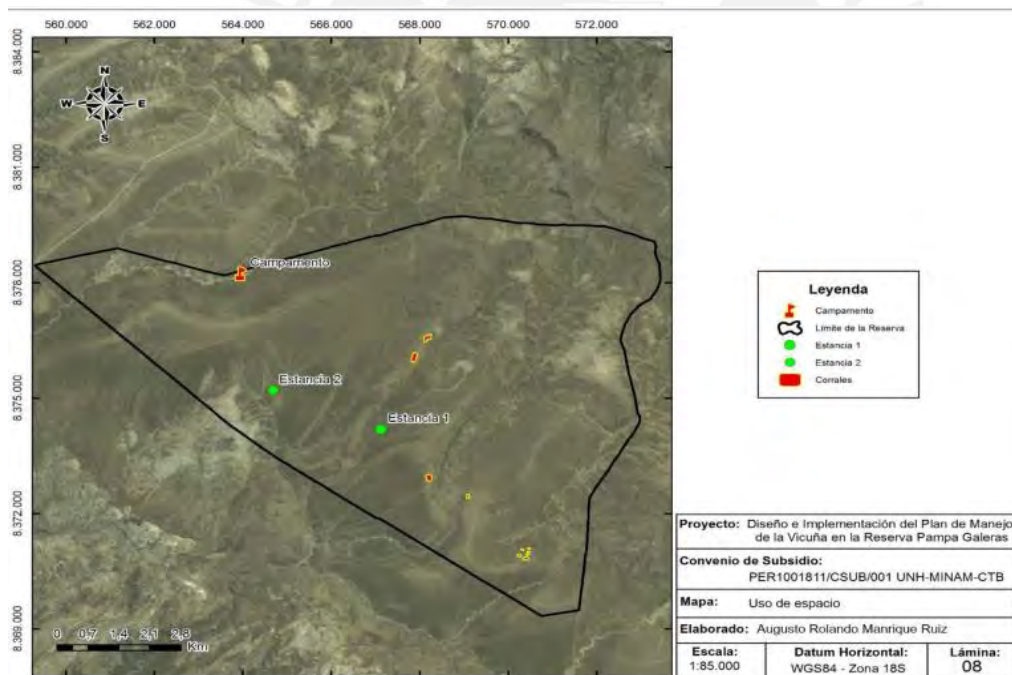 560.000 562.000 564.000 566.000 568.000 570.000 572.000
8.384.000
8.381.000
8.378.000
8.375.000
8.372.000
8.369.000
N
W E
S
Campamento
Estancia 2
Estancia 1
0 0,7 1,4 2,1 2,8
Km
Leyenda
Campamento
Límite de la Reserva
Estancia 1
Estancia 2
Corrales
Proyecto: Diseño e Implementación del Plan de Manejo
de la Vicuña en la Reserva Pampa Galeras
Convenio de Subsidio:
PER1001811/CSUB/001 UNH-MINAM-CTB
Mapa: Uso de espacio
Elaborado: Augusto Rolando Manrique Ruiz
Escala: Datum Horizontal: Lámina:
1:85.000 WGS84 - Zona 18S 08